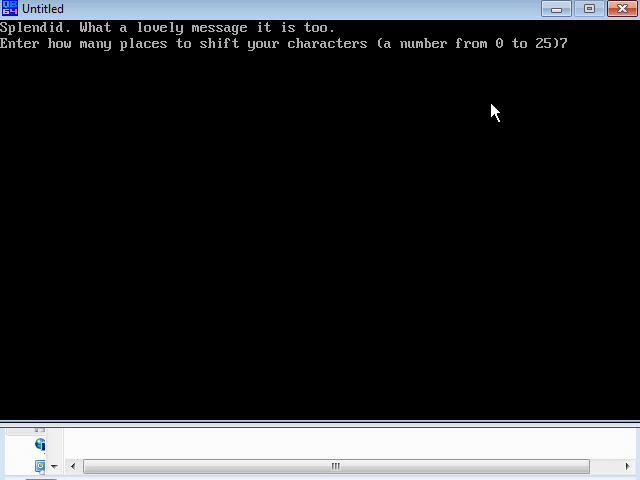 Untitled
Splendid. What a lovely message it is too.
Enter how many places to shift your characters (a number from 0 to 25)7